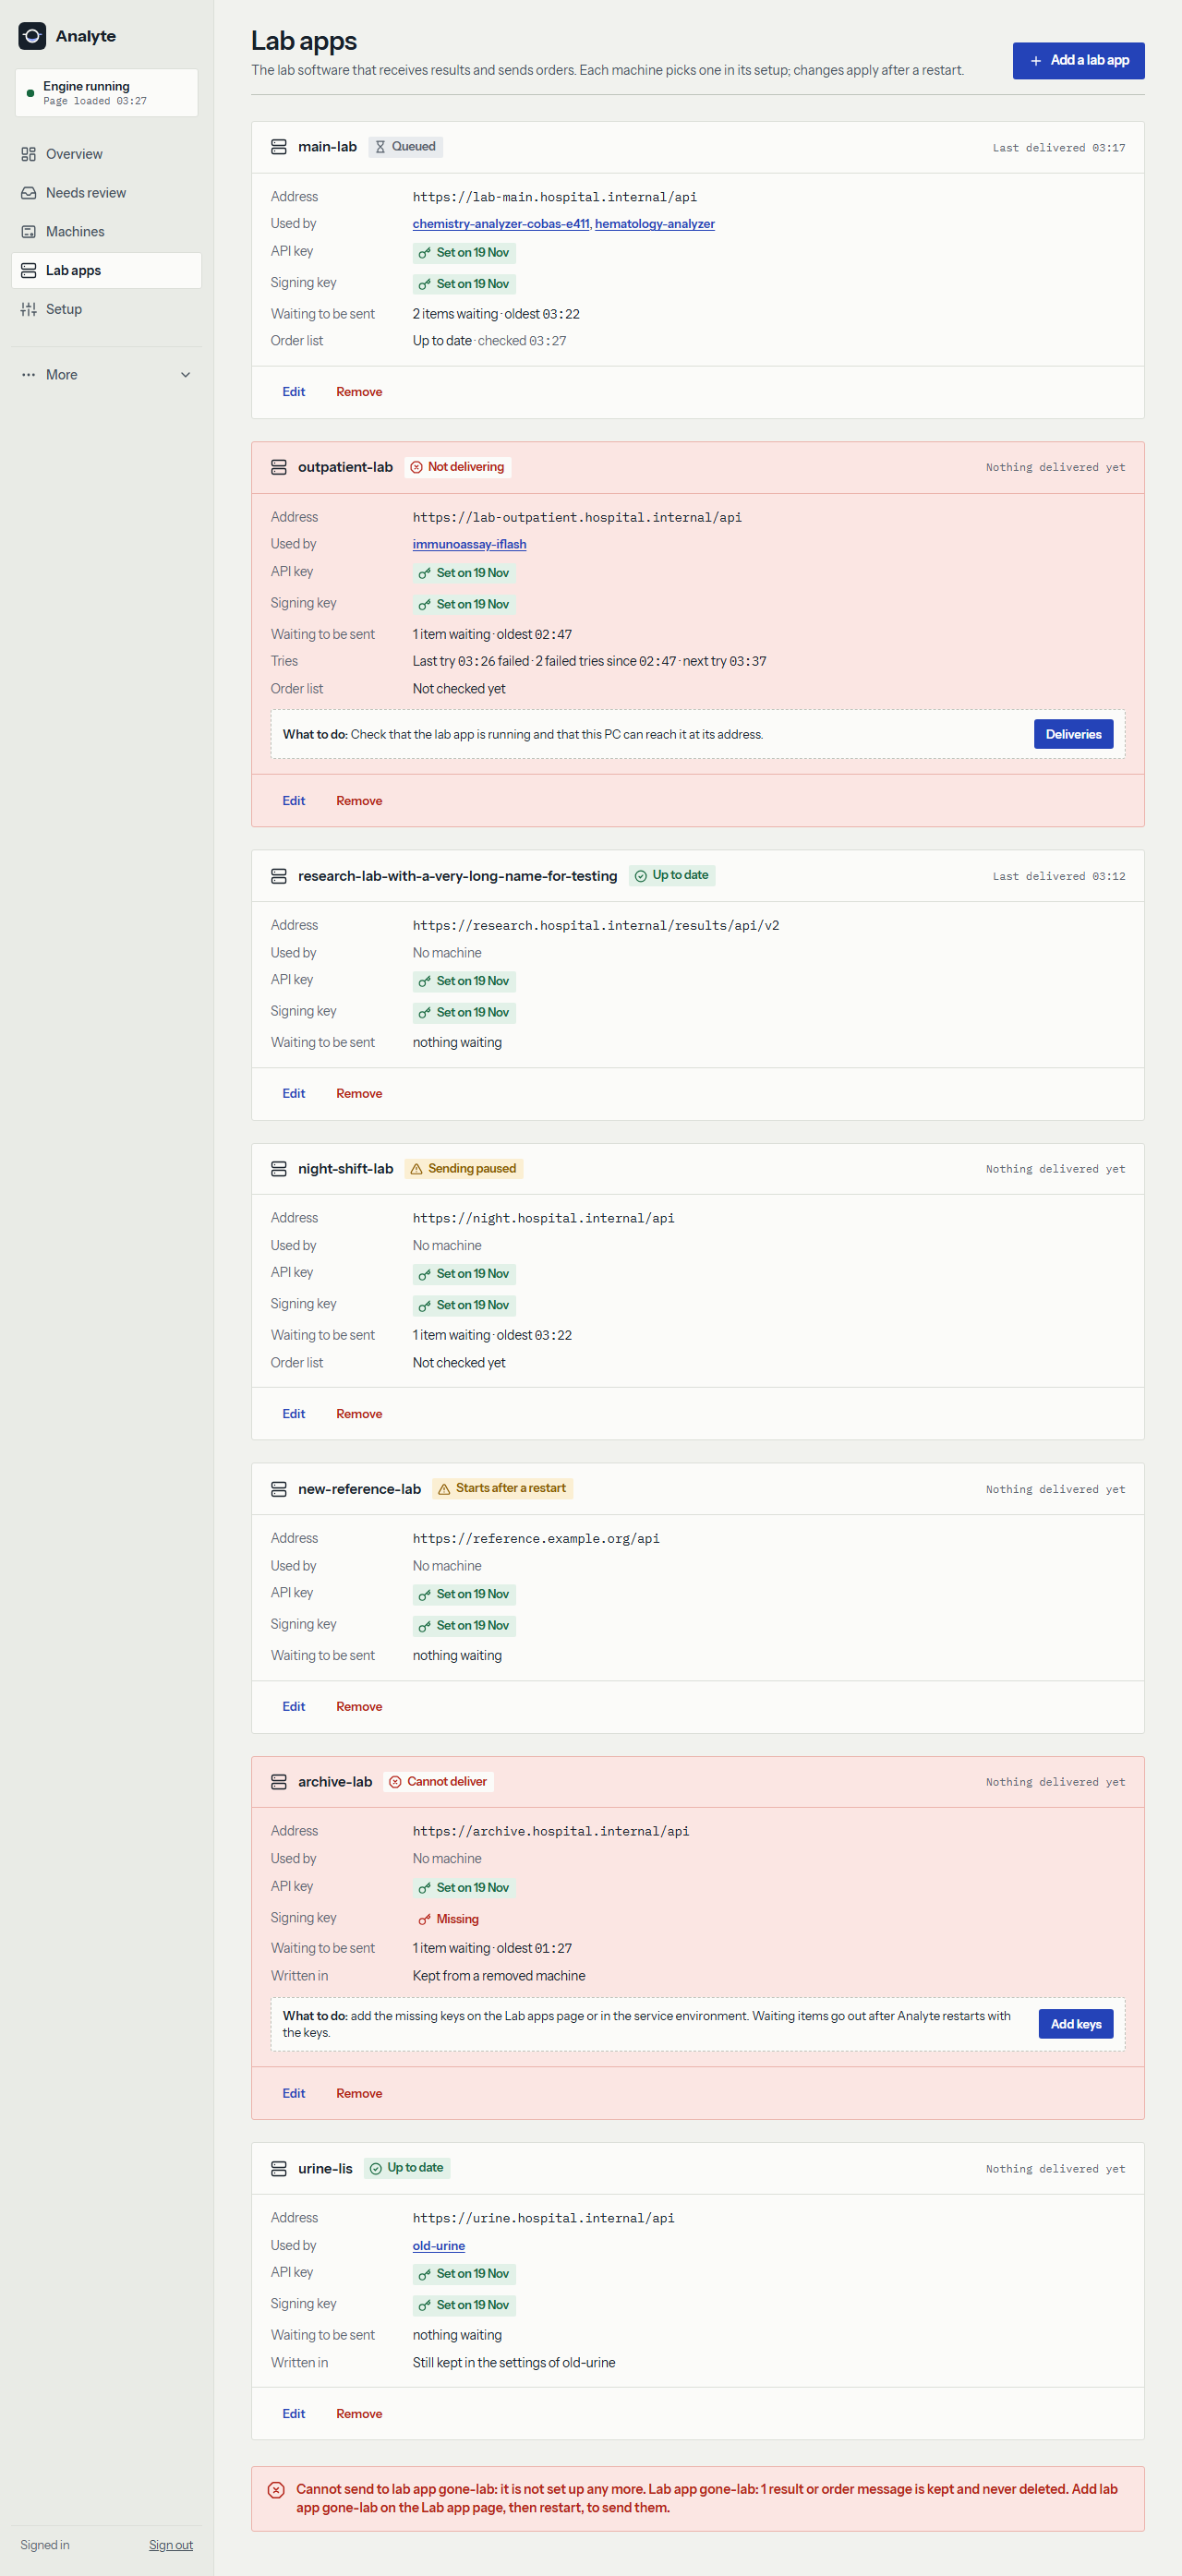 Analyte
Engine running
Page loaded 03:27
Overview
Needs review
Machines
Lab apps
Setup
More
Signed in
Sign out
Lab apps
The lab software that receives results and sends orders. Each machine picks one in its setup; changes apply after a restart.
Add a lab app
main-lab Queued Last delivered 03:17
Address https://lab-main.hospital.internal/api
Used by chemistry-analyzer-cobas-e411, hematology-analyzer
API key Set on 19 Nov
Signing key Set on 19 Nov
Waiting to be sent 2 items waiting · oldest 03:22
Order list Up to date · checked 03:27
Edit Remove
outpatient-lab Not delivering Nothing delivered yet
Address https://lab-outpatient.hospital.internal/api
Used by immunoassay-iflash
API key Set on 19 Nov
Signing key Set on 19 Nov
Waiting to be sent 1 item waiting · oldest 02:47
Tries Last try 03:26 failed · 2 failed tries since 02:47 · next try 03:37
Order list Not checked yet
What to do: Check that the lab app is running and that this PC can reach it at its address. Deliveries
Edit Remove
research-lab-with-a-very-long-name-for-testing Up to date Last delivered 03:12
Address https://research.hospital.internal/results/api/v2
Used by No machine
API key Set on 19 Nov
Signing key Set on 19 Nov
Waiting to be sent nothing waiting
Edit Remove
night-shift-lab Sending paused Nothing delivered yet
Address https://night.hospital.internal/api
Used by No machine
API key Set on 19 Nov
Signing key Set on 19 Nov
Waiting to be sent 1 item waiting · oldest 03:22
Order list Not checked yet
Edit Remove
new-reference-lab Starts after a restart Nothing delivered yet
Address https://reference.example.org/api
Used by No machine
API key Set on 19 Nov
Signing key Set on 19 Nov
Waiting to be sent nothing waiting
Edit Remove
archive-lab Cannot deliver Nothing delivered yet
Address https://archive.hospital.internal/api
Used by No machine
API key Set on 19 Nov
Signing key Missing
Waiting to be sent 1 item waiting · oldest 01:27
Written in Kept from a removed machine
What to do: add the missing keys on the Lab apps page or in the service environment. Waiting items go out after Analyte restarts with
the keys.
Add keys
Edit Remove
urine-lis Up to date Nothing delivered yet
Address https://urine.hospital.internal/api
Used by old-urine
API key Set on 19 Nov
Signing key Set on 19 Nov
Waiting to be sent nothing waiting
Written in Still kept in the settings of old-urine
Edit Remove
Cannot send to lab app gone-lab: it is not set up any more. Lab app gone-lab: 1 result or order message is kept and never deleted. Add lab
app gone-lab on the Lab app page, then restart, to send them.